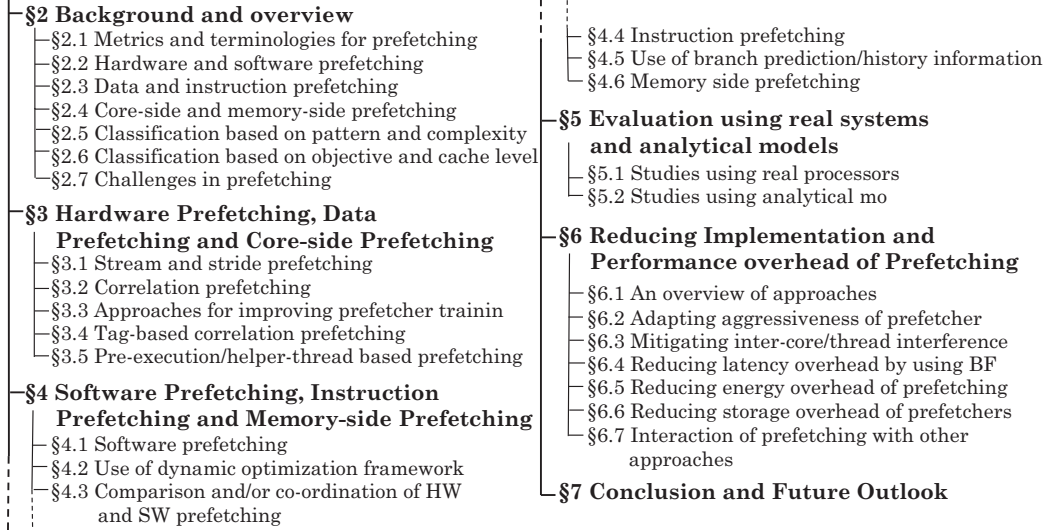 §2 Background and overview
§2.1 Metrics and terminologies for prefetching
§2.2 Hardware and software prefetching
§2.3 Data and instruction prefetching
§2.4 Core-side and memory-side prefetching
§2.5 Classification based on pattern and complexity
§2.6 Classification based on objective and cache level
§2.7 Challenges in prefetching
§3 Hardware Prefetching, Data
Prefetching and Core-side Prefetching
§3.1 Stream and stride prefetching
§3.2 Correlation prefetching
§3.3 Approaches for improving prefetcher trainin
§3.4 Tag-based correlation prefetching
§3.5 Pre-execution/helper-thread based prefetching
§4 Software Prefetching, Instruction
Prefetching and Memory-side Prefetching
§4.1 Software prefetching
§4.2 Use of dynamic optimization framework
§4.3 Comparison and/or co-ordination of HW
and SW prefetching
§4.4 Instruction prefetching
§4.5 Use of branch prediction/history information
§4.6 Memory side prefetching
§5 Evaluation using real systems
and analytical models
§5.1 Studies using real processors
§5.2 Studies using analytical mo
§6 Reducing Implementation and
Performance overhead of Prefetching
§6.1 An overview of approaches
§6.2 Adapting aggressiveness of prefetcher
§6.3 Mitigating inter-core/thread interference
§6.4 Reducing latency overhead by using BF
§6.5 Reducing energy overhead of prefetching
§6.6 Reducing storage overhead of prefetchers
§6.7 Interaction of prefetching with other
approaches
§7 Conclusion and Future Outlook